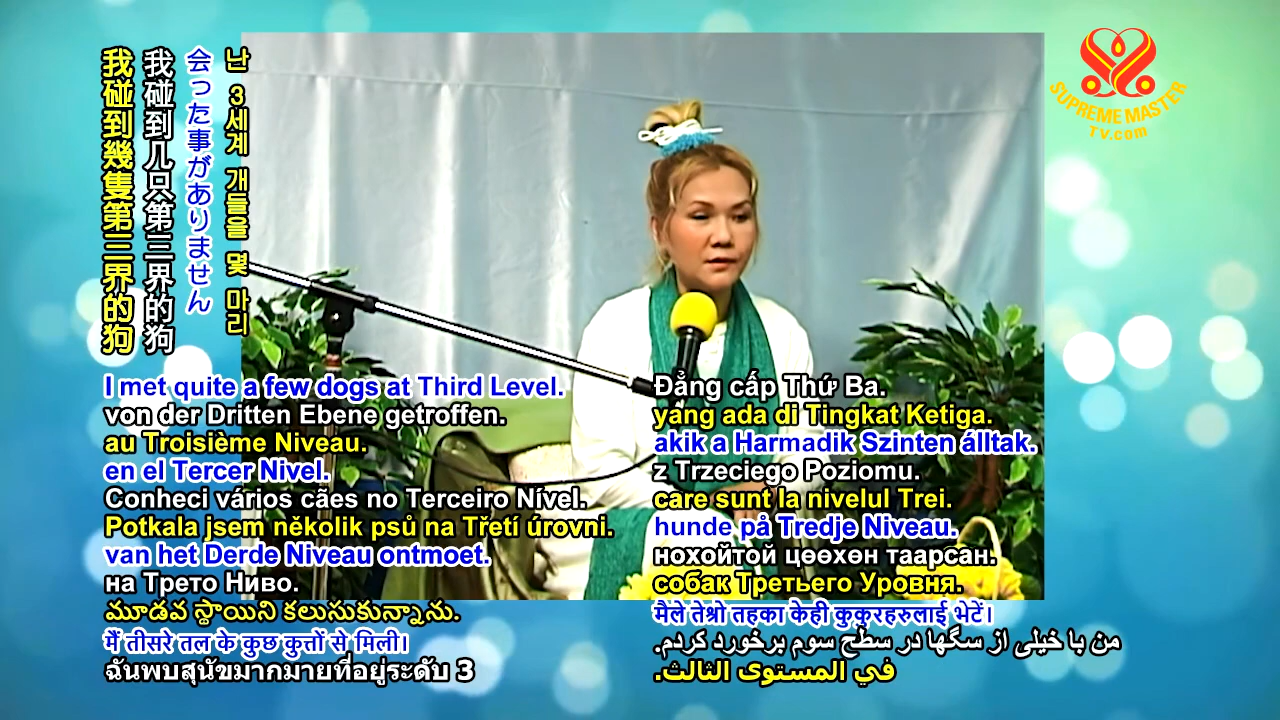 我碰到幾隻第三界的狗
我碰到几只第三界的狗
会った事がありません
난 3세계 개들을 몇 마리
SUPREME MASTER
TV.com
I met quite a few dogs at Third Level.
von der Dritten Ebene getroffen.
au Troisième Niveau.
en el Tercer Nivel.
Conheci vários cães no Terceiro Nível.
Potkala jsem několik psů na Třetí úrovni.
van het Derde Niveau ontmoet.
на Трето Ниво.
మూడవ స్థాయిని కలుసుకున్నాను.
मैं तीसरे तल के कुछ कुत्तों से मिली।
ฉันพบสุนัขมากมายที่อยู่ระดับ 3
Đẳng cấp Thứ Ba.
yang ada di Tingkat Ketiga.
akik a Harmadik Szinten álltak.
z Trzeciego Poziomu.
care sunt la nivelul Trei.
hunde på Tredje Niveau.
нохойтой цөөхөн таарсан.
собак Третьего Уровня.
मैले तेश्रो तहका केही कुकुरहरुलाई भेटें।
من با خیلی از سگها در سطح سوم برخورد کردم.
في المستوى الثالث.